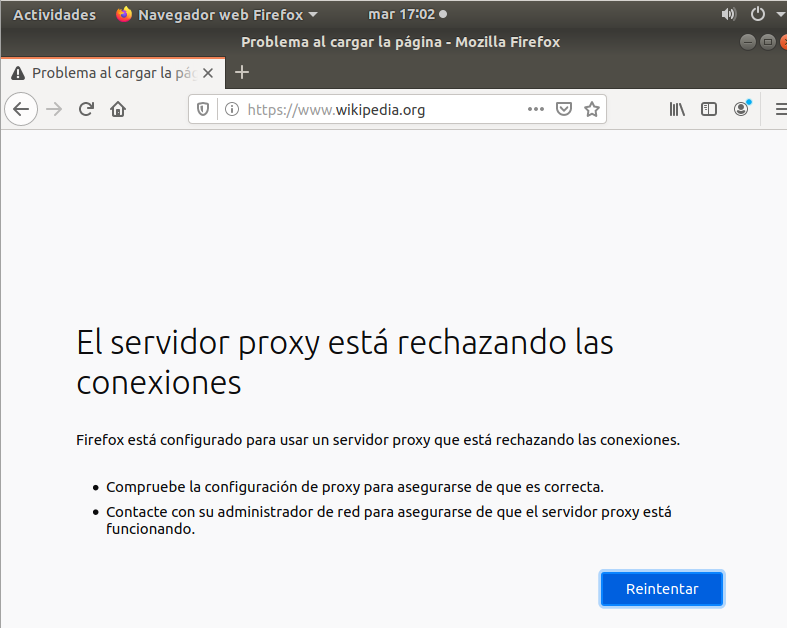 Actividades Navegador web Firefox mar 17:02
Problema al cargar la página - Mozilla Firefox
Problema al cargar la pág
https://www.wikipedia.org
El servidor proxy está rechazando las
conexiones
Firefox está configurado para usar un servidor proxy que está rechazando las conexiones.
Compruebe la configuración de proxy para asegurarse de que es correcta.
Contacte con su administrador de red para asegurarse de que el servidor proxy está
funcionando.
Reintentar